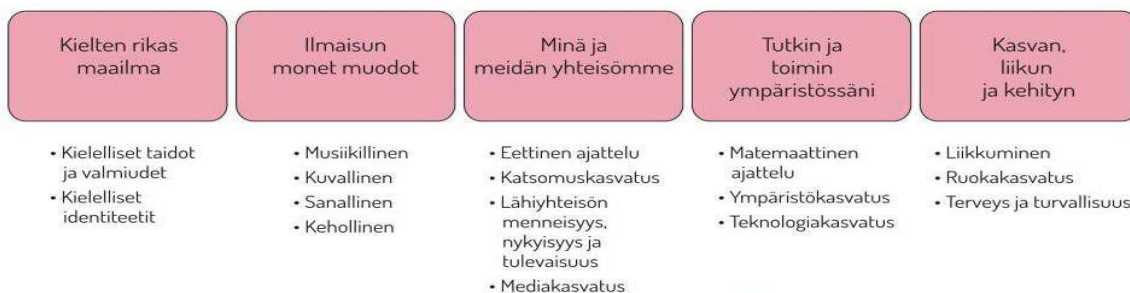 Kielten rikas
maailma
• Kielelliset taidot
ja valmiudet
• Kielelliset
identiteetit
Ilmaisun
monet muodot
• Musiikillinen
• Kuvallinen
• Sanallinen
• Kehollinen
Minä ja
meidän yhteisömme
• Eettinen ajattelu
• Katsomuskasvatus
• Lähiyhteisön
menneisyys,
nykyisyys ja
tulevaisuus
• Mediakasvatus
Tutkin ja
toimin
ympäristössäni
• Matemaattinen
ajattelu
• Ympäristökasvatus
• Teknologiakasvatus
Kasvan,
liikun
ja kehityn
• Liikkuminen
• Ruokakasvatus
• Terveys ja turvallisuus